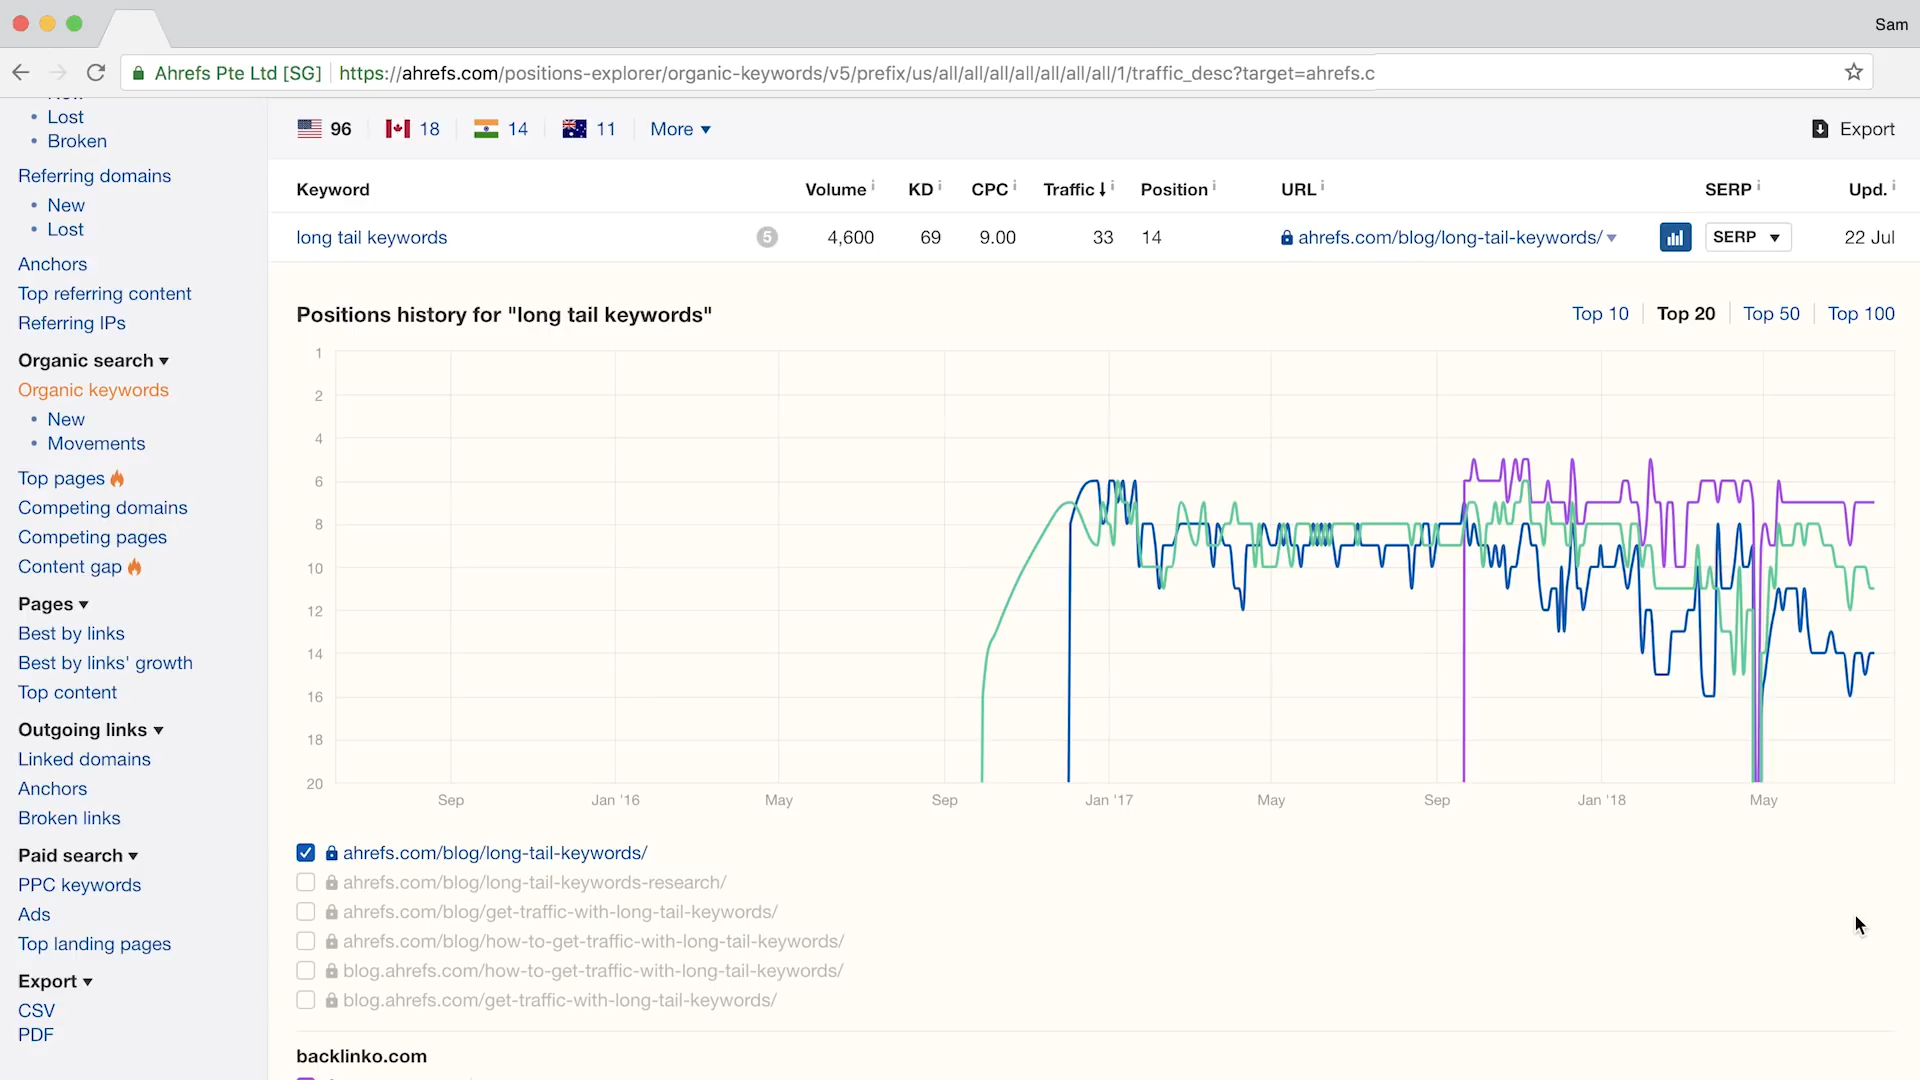 Sam
Ahrefs Pte Ltd [SG] https://ahrefs.com/positions-explorer/organic-keywords/v5/prefix/us/all/all/all/all/all/all/all/1/traffic_desc?target=ahrefs.c
Lost
Broken
Referring domains
New
Lost
Anchors
Top referring content
Referring IPs
Organic search
Organic keywords
New
Movements
Top pages
Competing domains
Competing pages
Content gap
Pages
Best by links
Best by links' growth
Top content
Outgoing links
Linked domains
Anchors
Broken links
Paid search
PPC keywords
Ads
Top landing pages
Export
CSV
PDF
96 18 14 11 More Export
Keyword Volume i KD i CPC i Traffic i Position i URL i SERP i Upd. i
long tail keywords 5 4,600 69 9.00 33 14 ahrefs.com/blog/long-tail-keywords/ SERP 22 Jul
Positions history for "long tail keywords" Top 10 Top 20 Top 50 Top 100
1
2
4
6
8
10
12
14
16
18
20
Sep Jan '16 May Sep Jan '17 May Sep Jan '18 May
ahrefs.com/blog/long-tail-keywords/
ahrefs.com/blog/long-tail-keywords-research/
ahrefs.com/blog/get-traffic-with-long-tail-keywords/
ahrefs.com/blog/how-to-get-traffic-with-long-tail-keywords/
blog.ahrefs.com/how-to-get-traffic-with-long-tail-keywords/
blog.ahrefs.com/get-traffic-with-long-tail-keywords/
backlinko.com